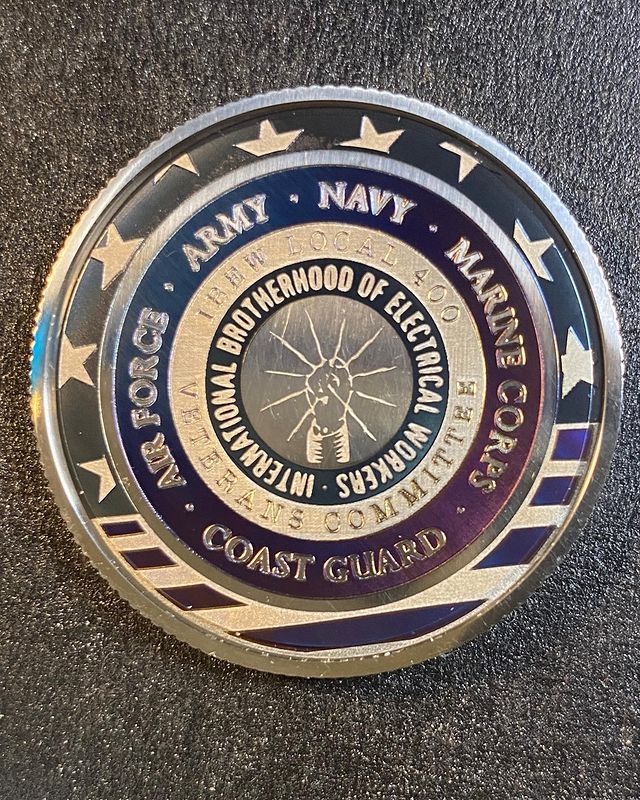 AIR FORCE · ARMY · NAVY · MARINE CORPS · COAST GUARD ·
IBEW LOCAL 400
VETERANS COMMITTEE
INTERNATIONAL BROTHERHOOD OF ELECTRICAL WORKERS ·